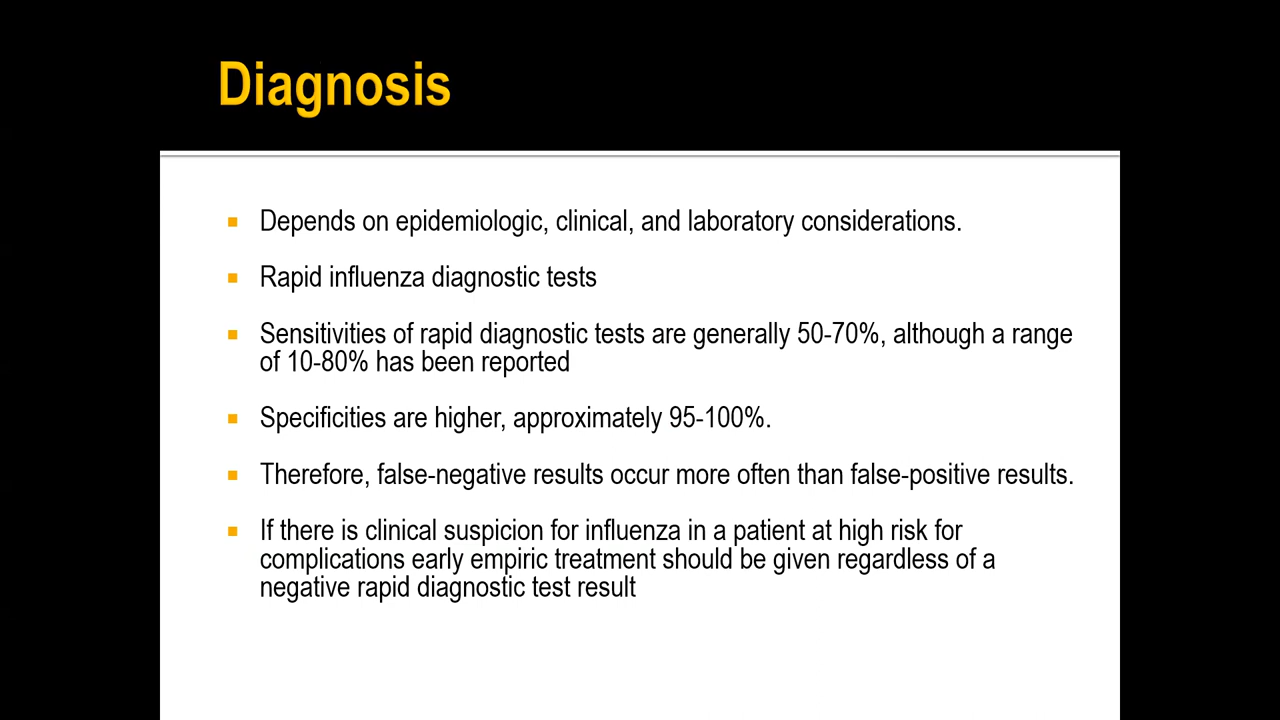 Diagnosis
Depends on epidemiologic, clinical, and laboratory considerations.
Rapid influenza diagnostic tests
Sensitivities of rapid diagnostic tests are generally 50-70%, although a range
of 10-80% has been reported
Specificities are higher, approximately 95-100%.
Therefore, false-negative results occur more often than false-positive results.
If there is clinical suspicion for influenza in a patient at high risk for
complications early empiric treatment should be given regardless of a
negative rapid diagnostic test result